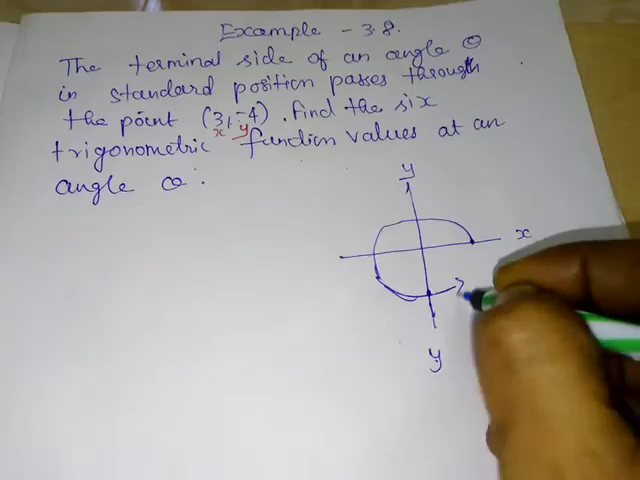 Example - 3.8.
The terminal side of an angle θ
in standard position passes through
the point (3, -4). Find the six
x y
trigonometric function values at an
angle θ.
y
x
y